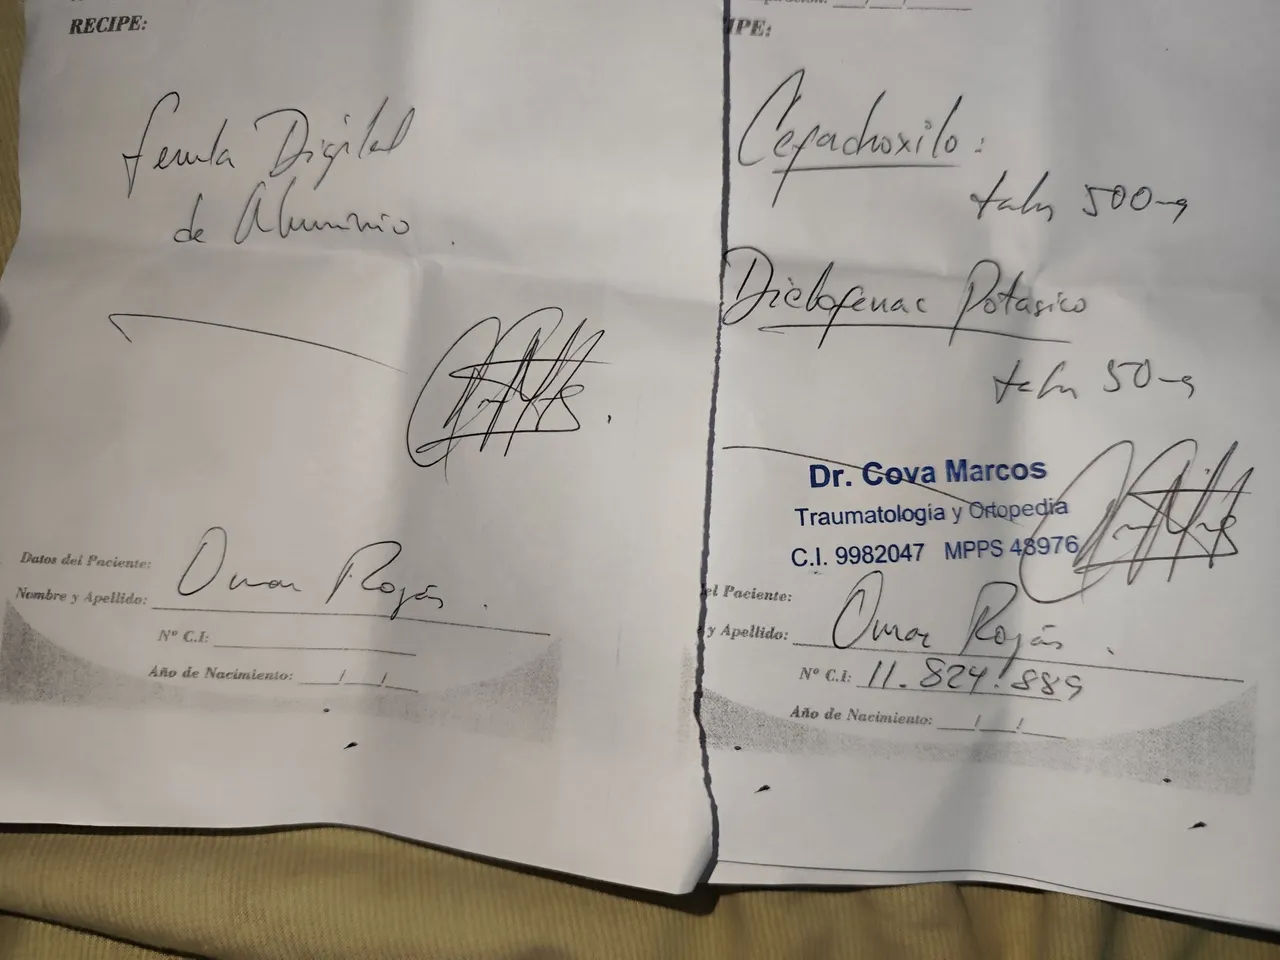 RECIPE:
Ferula Digital
de Aluminio.
Datos del Paciente:
Nombre y Apellido: Omar Rojas.
Nº C.I:
Año de Nacimiento: / /
IPE:
Cefadroxilo:
tabs 500mg
Diclofenac Potasico
tabs 50mg
Dr. Cova Marcos
Traumatología y Ortopedia
C.I. 9982047 MPPS 48976
el Paciente:
y Apellido: Omar Rojas.
Nº C.I: 11.824.889
Año de Nacimiento: / /